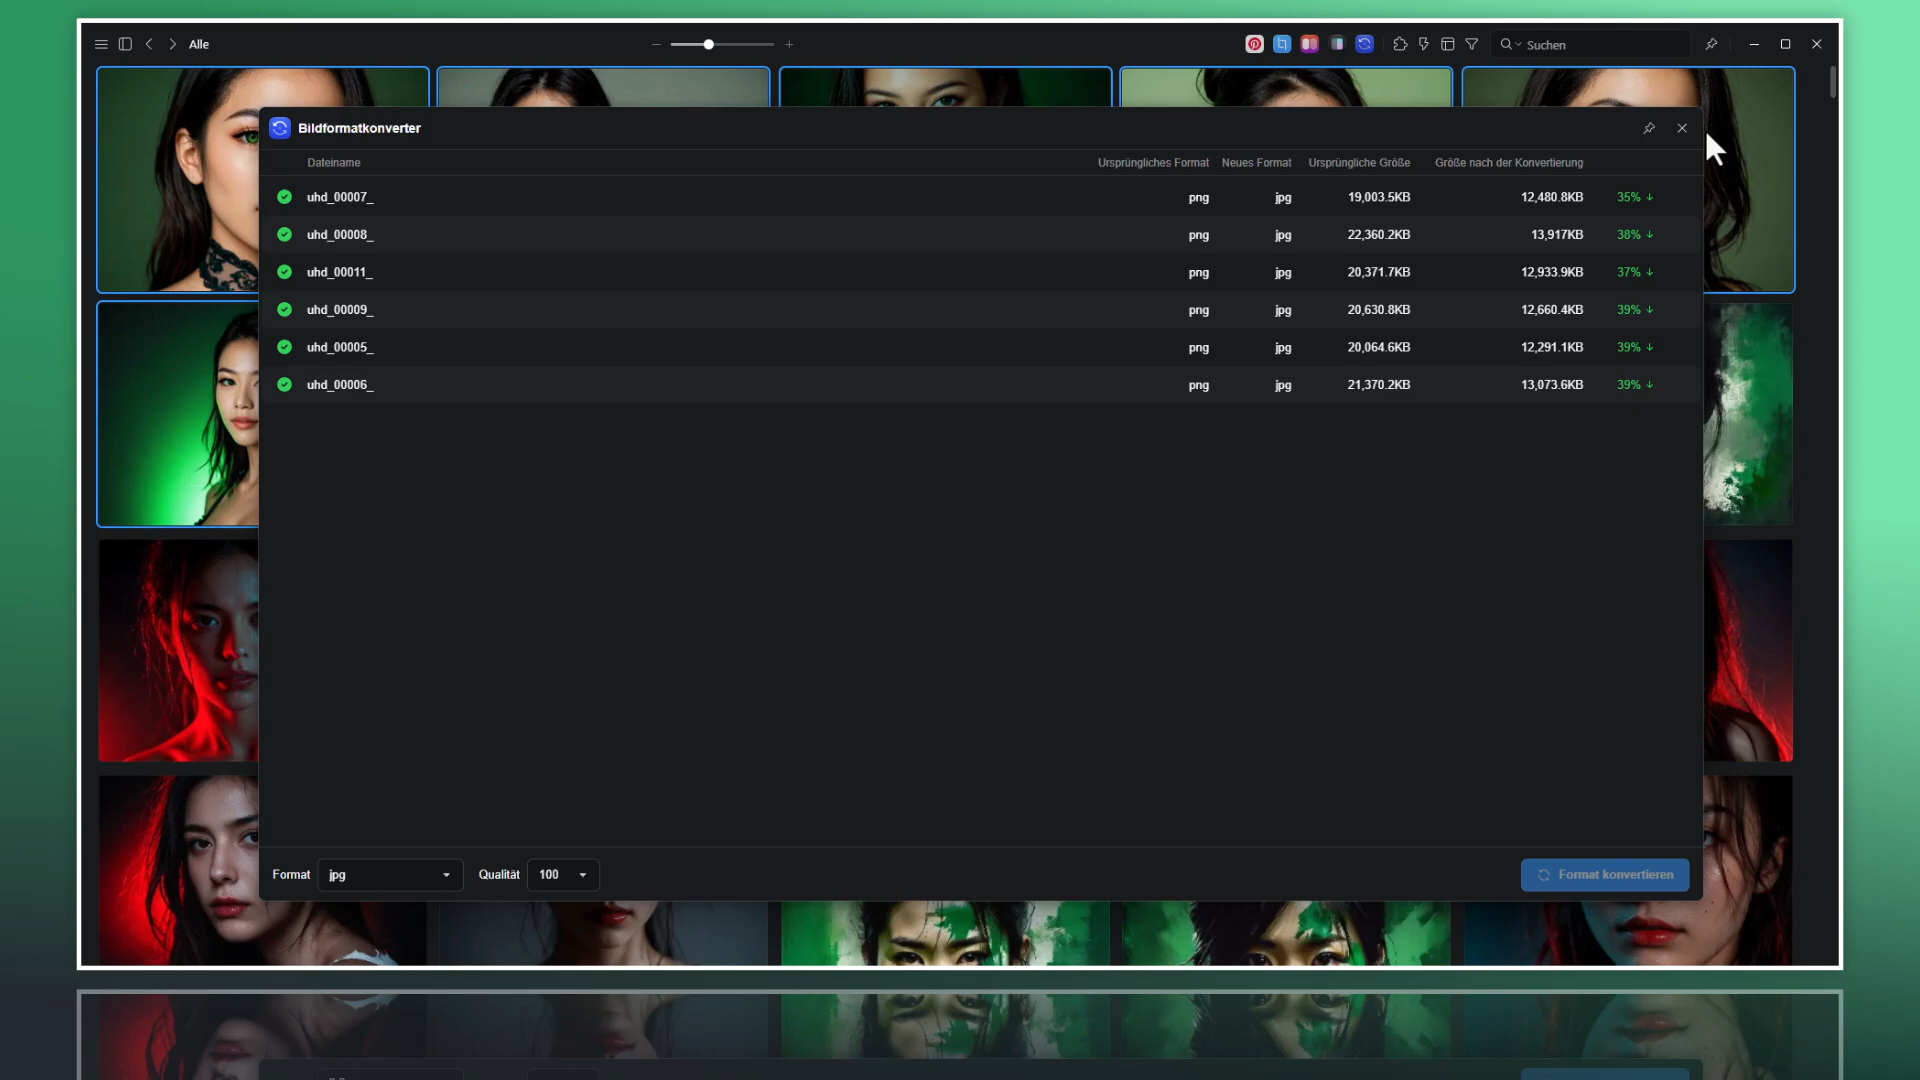 Alle
Suchen
Bildformatkonverter
Dateiname Ursprüngliches Format Neues Format Ursprüngliche Größe Größe nach der Konvertierung
uhd_00007_ png jpg 19,003.5KB 12,480.8KB 35% ↓
uhd_00008_ png jpg 22,360.2KB 13,917KB 38% ↓
uhd_00011_ png jpg 20,371.7KB 12,933.9KB 37% ↓
uhd_00009_ png jpg 20,630.8KB 12,660.4KB 39% ↓
uhd_00005_ png jpg 20,064.6KB 12,291.1KB 39% ↓
uhd_00006_ png jpg 21,370.2KB 13,073.6KB 39% ↓
Format jpg Qualität 100 Format konvertieren